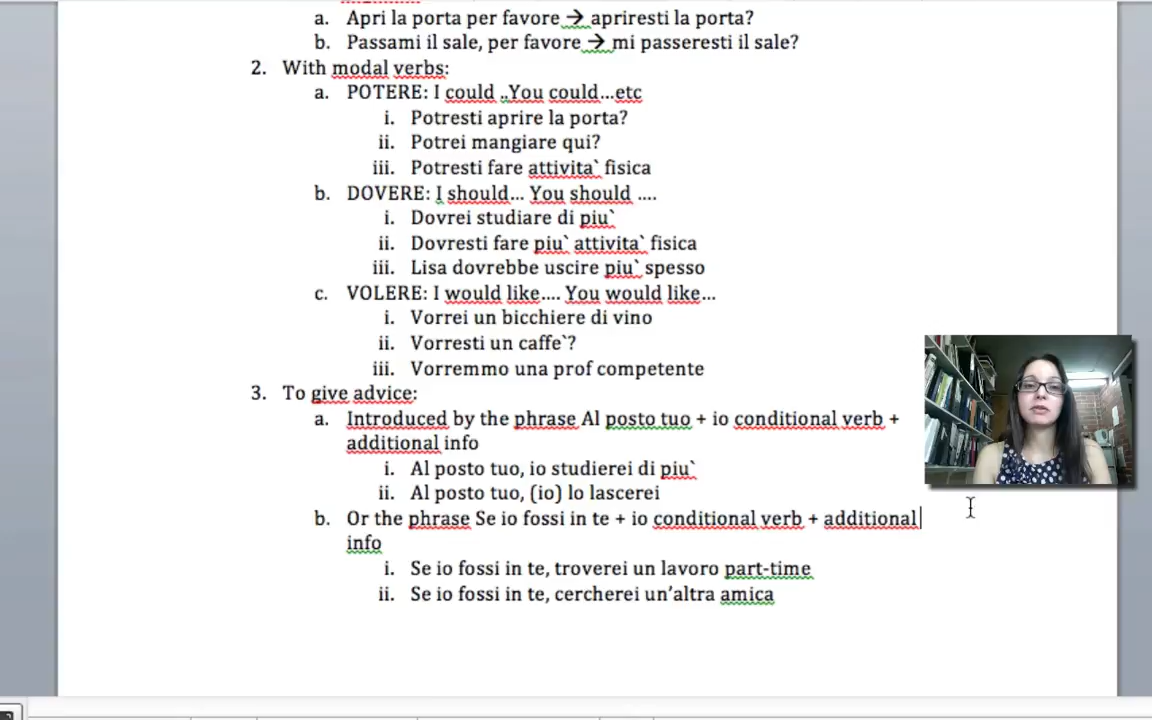 a. Apri la porta per favore → apriresti la porta?
b. Passami il sale, per favore → mi passeresti il sale?
2. With modal verbs:
a. POTERE: I could ..You could...etc
i. Potresti aprire la porta?
ii. Potrei mangiare qui?
iii. Potresti fare attivita` fisica
b. DOVERE: I should... You should ....
i. Dovrei studiare di piu`
ii. Dovresti fare piu` attivita` fisica
iii. Lisa dovrebbe uscire piu` spesso
c. VOLERE: I would like.... You would like...
i. Vorrei un bicchiere di vino
ii. Vorresti un caffe`?
iii. Vorremmo una prof competente
3. To give advice:
a. Introduced by the phrase Al posto tuo + io conditional verb +
additional info
i. Al posto tuo, io studierei di piu`
ii. Al posto tuo, (io) lo lascerei
b. Or the phrase Se io fossi in te + io conditional verb + additional
info
i. Se io fossi in te, troverei un lavoro part-time
ii. Se io fossi in te, cercherei un’altra amica